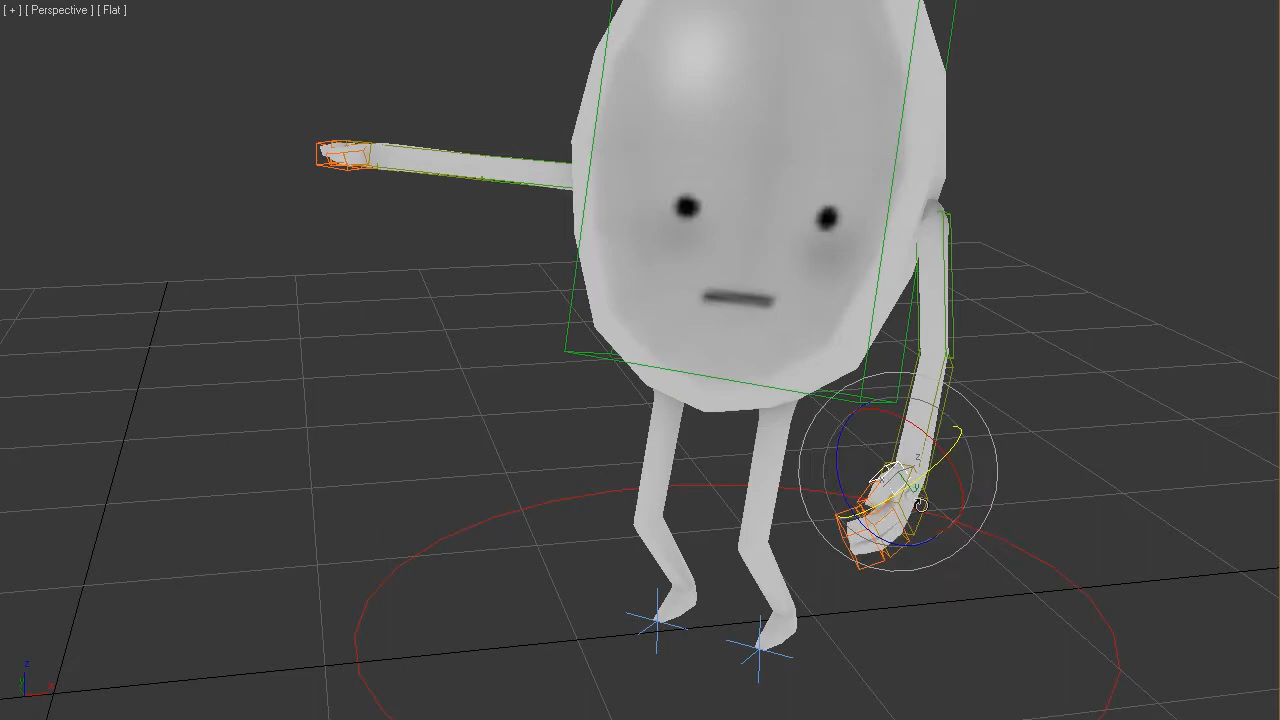 [ + ] [ Perspective ] [ Flat ]
z
y
z
x